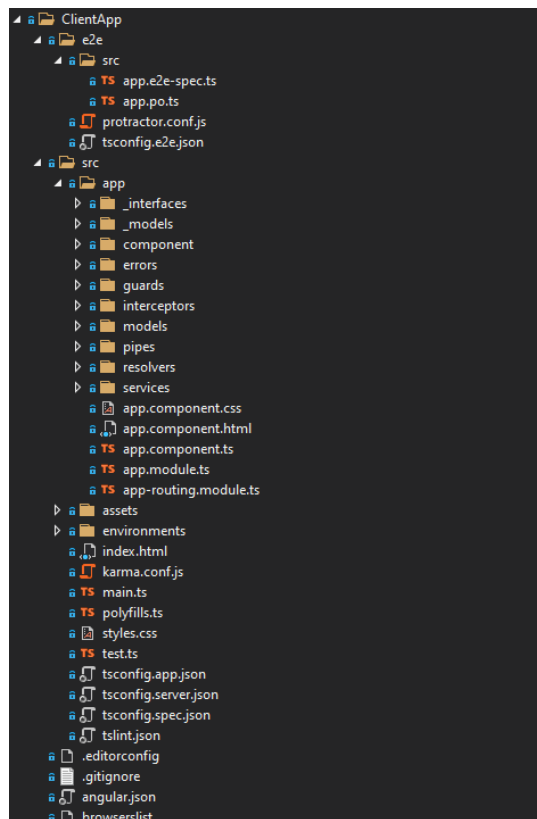 ClientApp
e2e
src
TS app.e2e-spec.ts
TS app.po.ts
protractor.conf.js
tsconfig.e2e.json
src
app
_interfaces
_models
component
errors
guards
interceptors
models
pipes
resolvers
services
app.component.css
app.component.html
TS app.component.ts
TS app.module.ts
TS app-routing.module.ts
assets
environments
index.html
karma.conf.js
TS main.ts
TS polyfills.ts
styles.css
TS test.ts
tsconfig.app.json
tsconfig.server.json
tsconfig.spec.json
tslint.json
.editorconfig
.gitignore
angular.json
browserslist